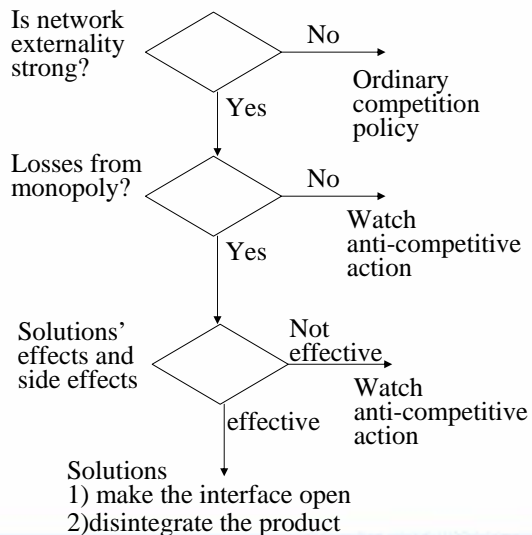 Is network
externality
strong?
No
Ordinary
competition
policy
Yes
Losses from
monopoly?
No
Watch
anti-competitive
action
Yes
Solutions'
effects and
side effects
Not
effective
Watch
anti-competitive
action
effective
Solutions
1) make the interface open
2)disintegrate the product